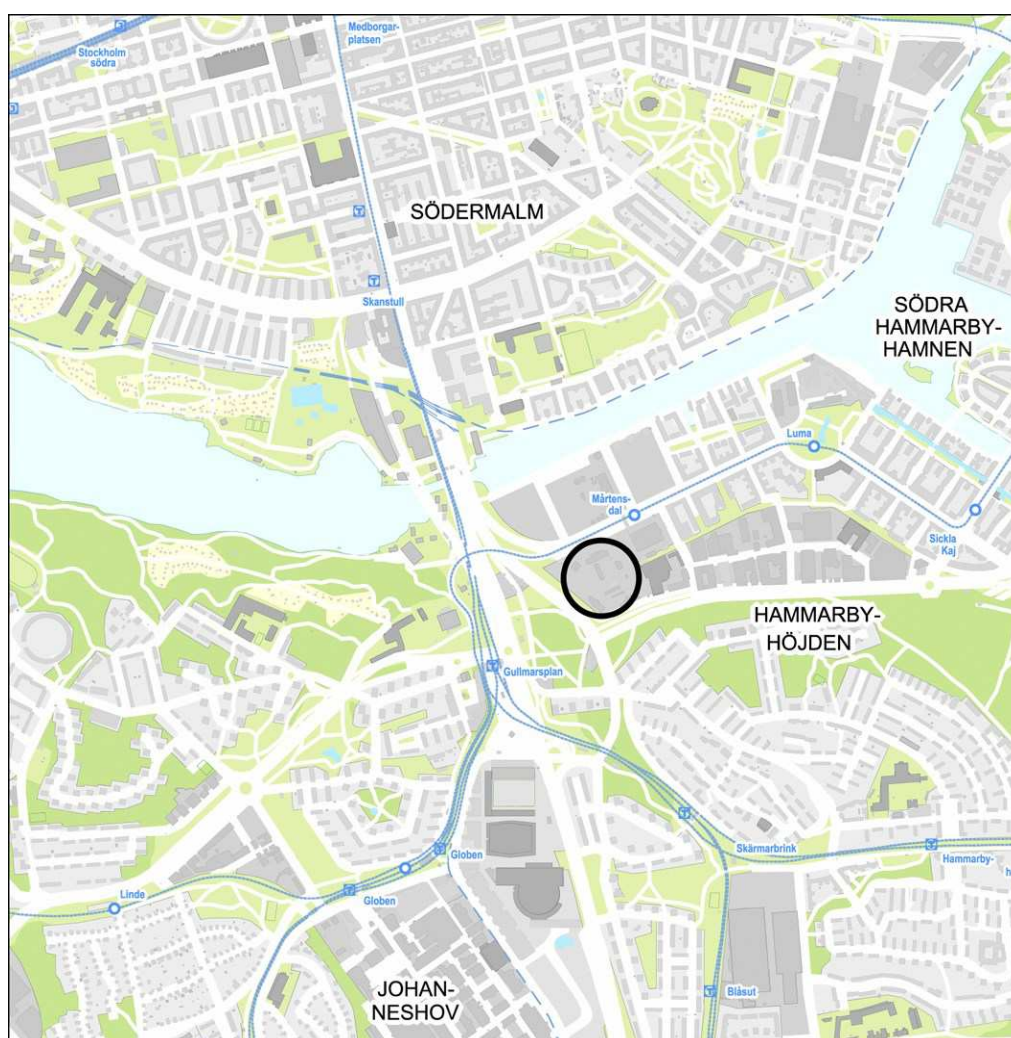 Medborgar-
platsen
Stockholm
södra
SÖDERMALM
Skanstull
SÖDRA
HAMMARBY-
HAMNEN
Luma
Mårtens-
dal
Sickla
Kaj
HAMMARBY-
HÖJDEN
Gullmarsplan
Skärmarbrink
Globen
Hammarby-
h
Linde
Globen
Blåsut
JOHAN-
NESHOV